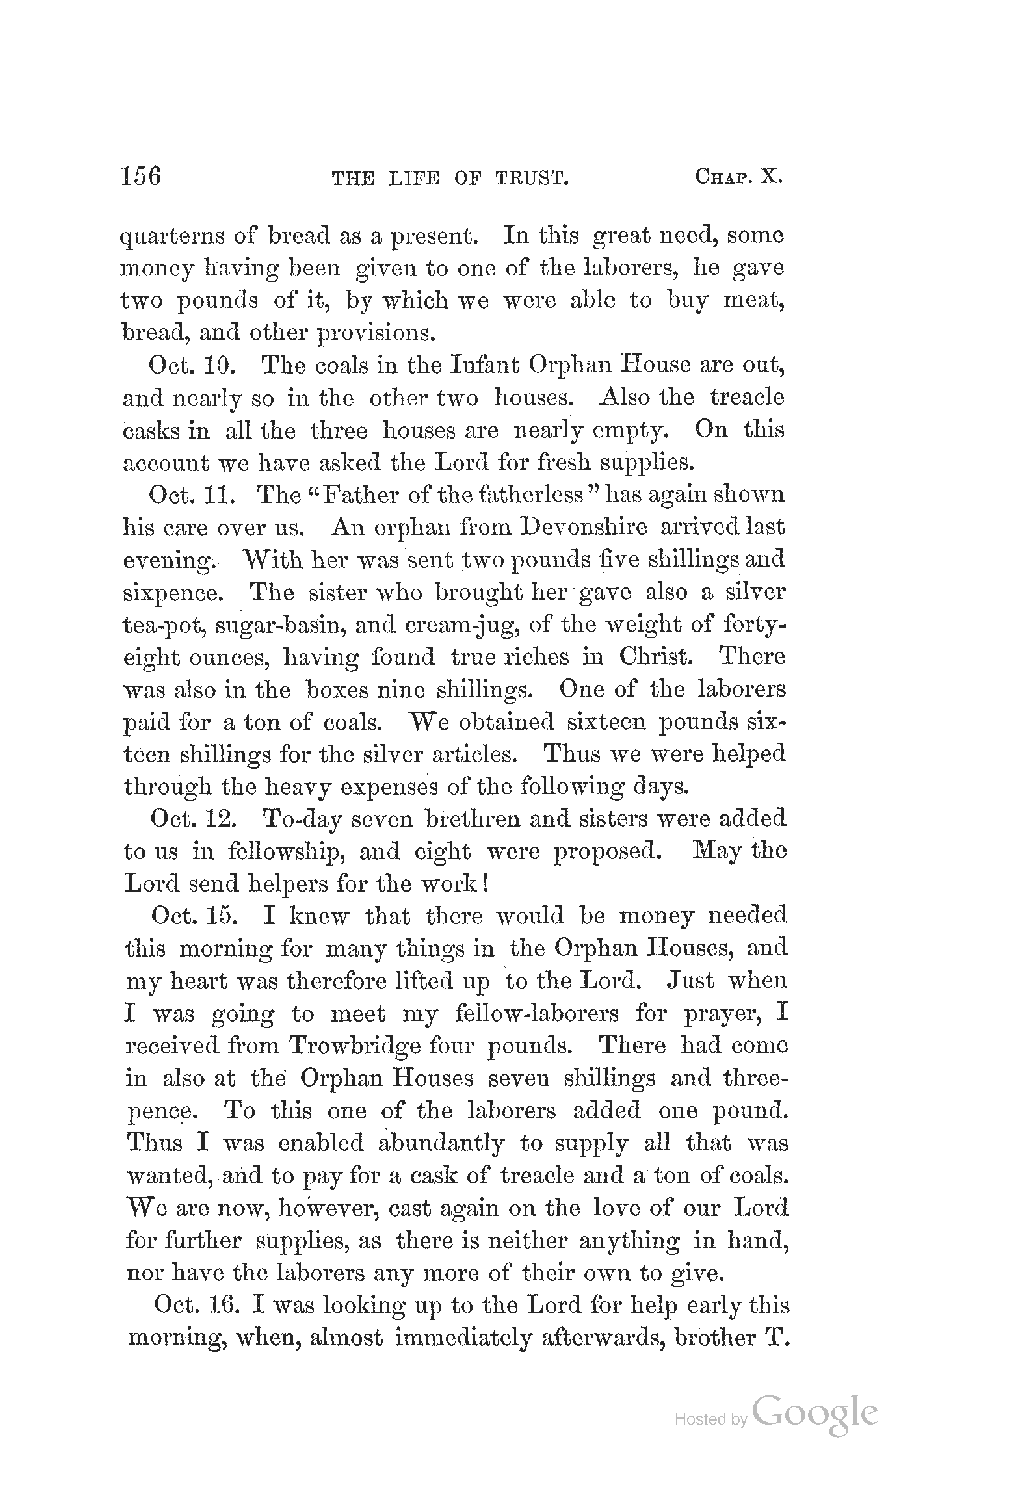 156 THE LIFE OF TRUST. CHAP. X.
quarterns of bread as a present. In this great need, some
money having been given to one of the laborers, he gave
two pounds of it, by which we were able to buy meat,
bread, and other provisions.
Oct. 10. The coals in the Infant Orphan House are out,
and nearly so in the other two houses. Also the treacle
casks in all the three houses are nearly empty. On this
account we have asked the Lord for fresh supplies.
Oct. 11. The “Father of the fatherless” has again shown
his care over us. An orphan from Devonshire arrived last
evening. With her was sent two pounds five shillings and
sixpence. The sister who brought her gave also a silver
tea-pot, sugar-basin, and cream-jug, of the weight of forty-
eight ounces, having found true riches in Christ. There
was also in the boxes nine shillings. One of the laborers
paid for a ton of coals. We obtained sixteen pounds six-
teen shillings for the silver articles. Thus we were helped
through the heavy expenses of the following days.
Oct. 12. To-day seven brethren and sisters were added
to us in fellowship, and eight were proposed. May the
Lord send helpers for the work!
Oct. 15. I knew that there would be money needed
this morning for many things in the Orphan Houses, and
my heart was therefore lifted up to the Lord. Just when
I was going to meet my fellow-laborers for prayer, I
received from Trowbridge four pounds. There had come
in also at the Orphan Houses seven shillings and three-
pence. To this one of the laborers added one pound.
Thus I was enabled abundantly to supply all that was
wanted, and to pay for a cask of treacle and a ton of coals.
We are now, however, cast again on the love of our Lord
for further supplies, as there is neither anything in hand,
nor have the laborers any more of their own to give.
Oct. 16. I was looking up to the Lord for help early this
morning, when, almost immediately afterwards, brother T.
Hosted by Google